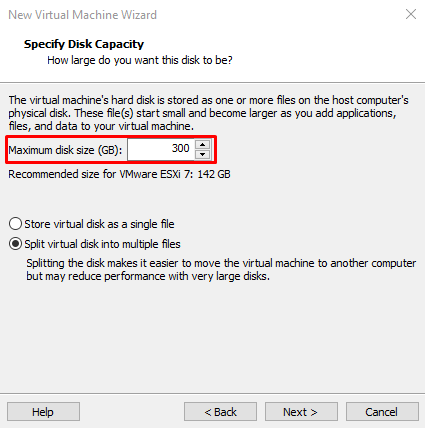 New Virtual Machine Wizard
Specify Disk Capacity
How large do you want this disk to be?
The virtual machine's hard disk is stored as one or more files on the host computer's
physical disk. These file(s) start small and become larger as you add applications,
files, and data to your virtual machine.
Maximum disk size (GB): 300
Recommended size for VMware ESXi 7: 142 GB
Store virtual disk as a single file
Split virtual disk into multiple files
Splitting the disk makes it easier to move the virtual machine to another computer
but may reduce performance with very large disks.
Help < Back Next > Cancel